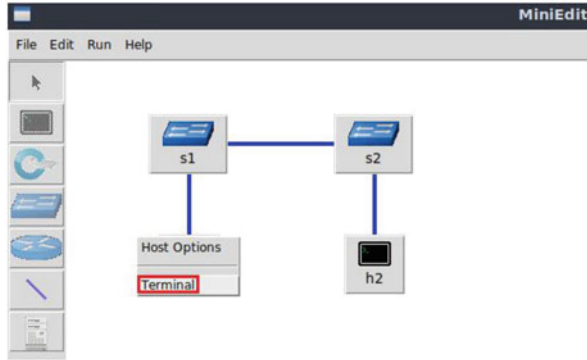 MiniEdit
File Edit Run Help
s1
s2
Host Options
Terminal
h2